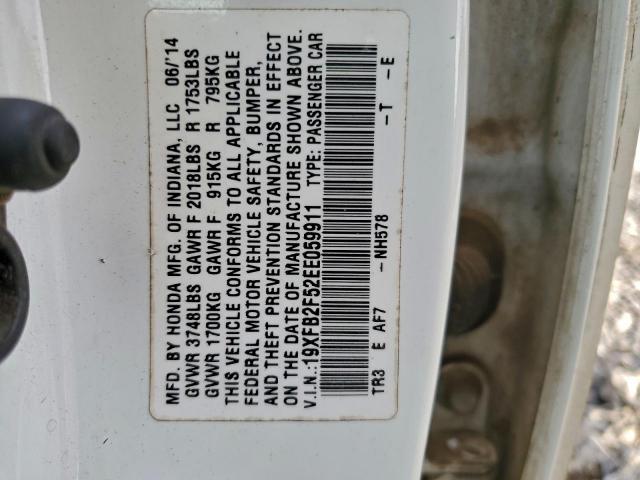 MFD. BY HONDA MFG. OF INDIANA, LLC 06/'14
GVWR 3748LBS GAWR F 2018LBS R 1753LBS
GVWR 1700KG GAWR F 915KG R 795KG
THIS VEHICLE CONFORMS TO ALL APPLICABLE
FEDERAL MOTOR VEHICLE SAFETY, BUMPER,
AND THEFT PREVENTION STANDARDS IN EFFECT
ON THE DATE OF MANUFACTURE SHOWN ABOVE.
V.I.N.:19XFB2F52EE059911 TYPE: PASSENGER CAR
TR3 E AF7 -NH578 -T -E